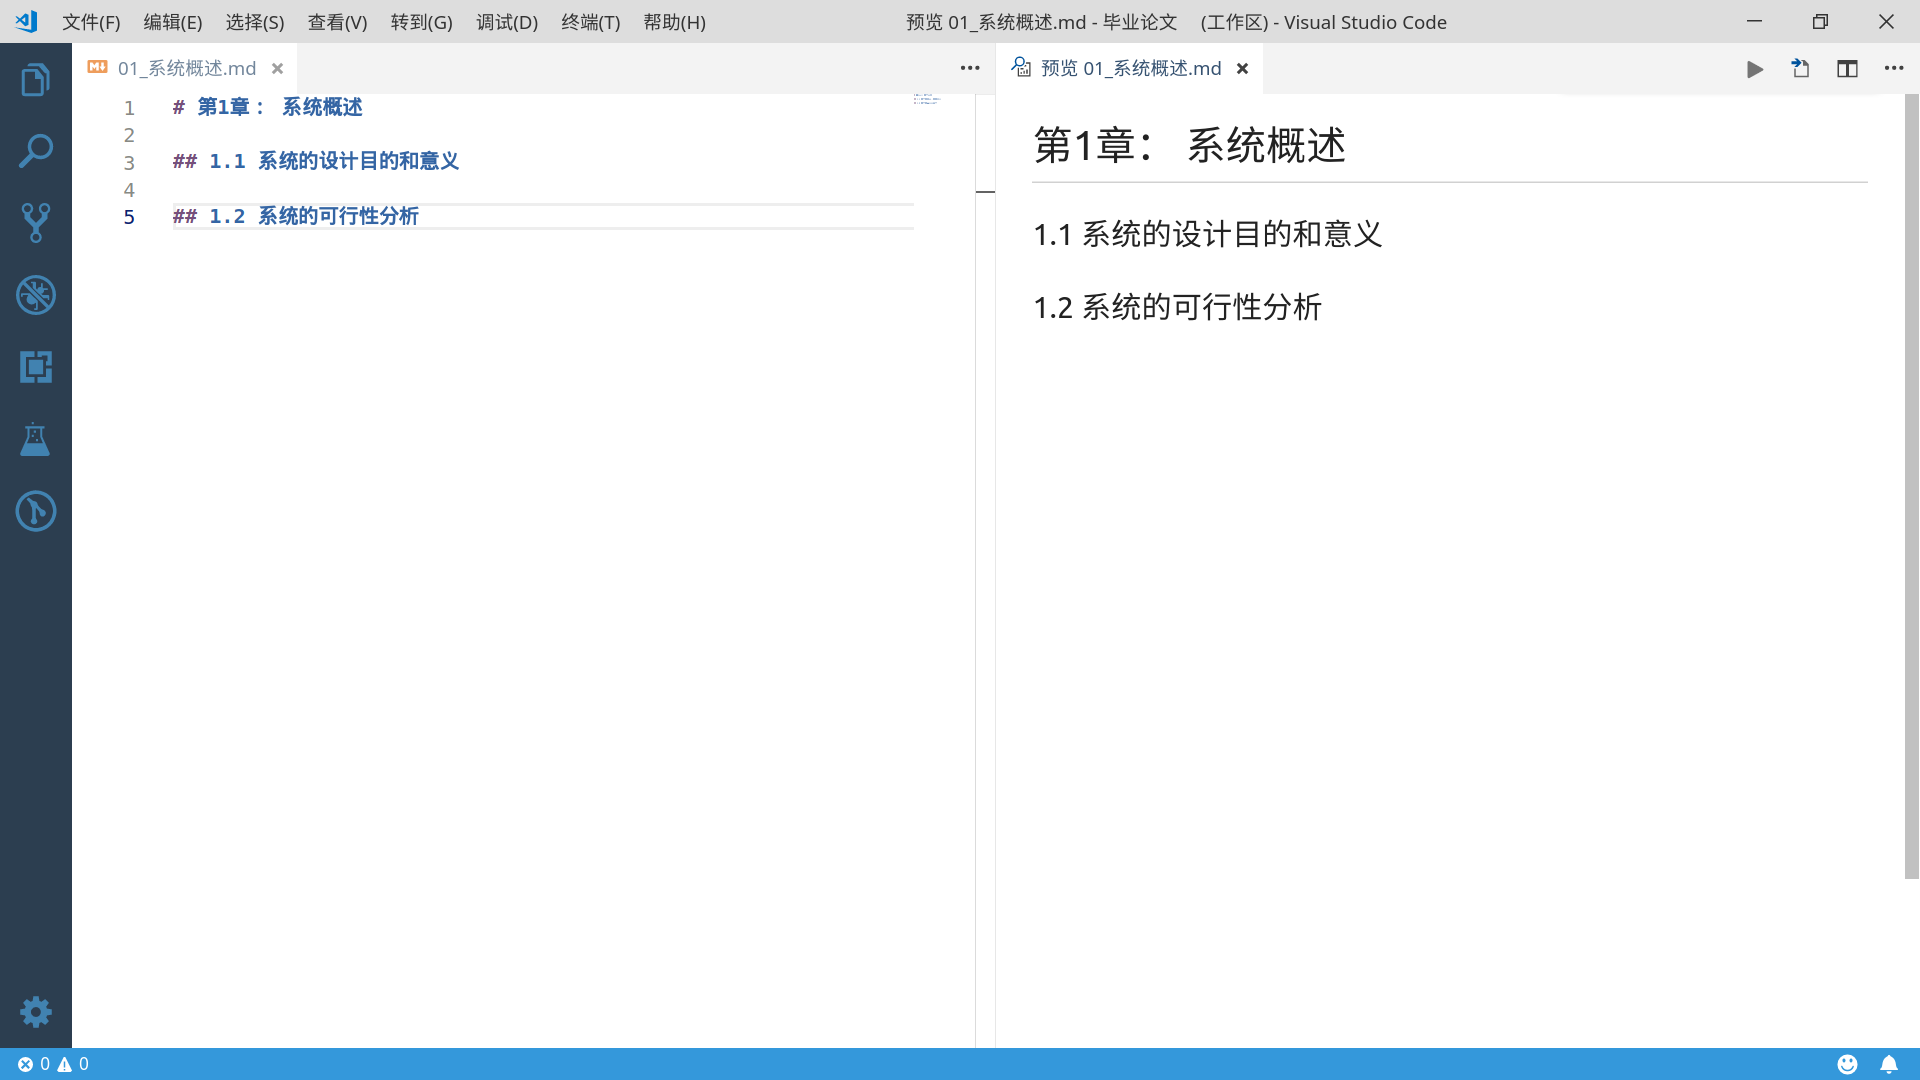 文件(F) 编辑(E) 选择(S) 查看(V) 转到(G) 调试(D) 终端(T) 帮助(H) 预览 01_系统概述.md - 毕业论文 (工作区) - Visual Studio Code
01_系统概述.md
预览 01_系统概述.md
1 # 第1章： 系统概述
2
3 ## 1.1 系统的设计目的和意义
4
5 ## 1.2 系统的可行性分析
第1章： 系统概述
1.1 系统的设计目的和意义
1.2 系统的可行性分析
0 0